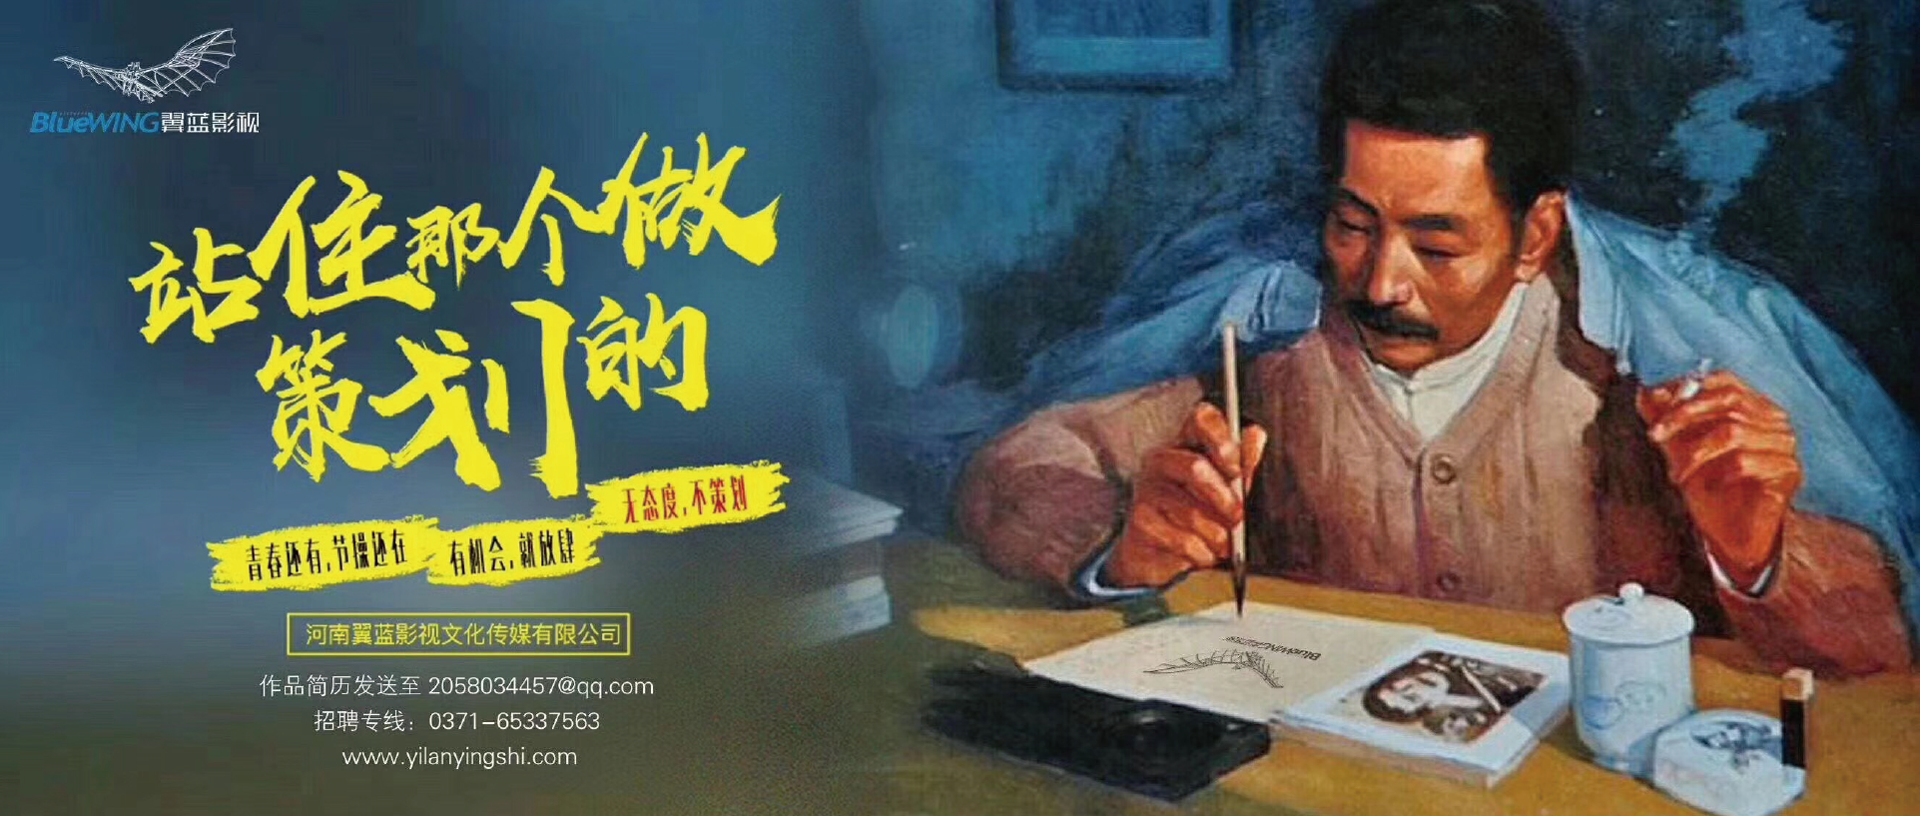 BlueWING翼蓝影视
站住那个做
策划的
无态度,不策划
青春还有,节操还在
有机会,就放肆
河南翼蓝影视文化传媒有限公司
作品简历发送至 2058034457@qq.com
招聘专线：0371-65337563
www.yilanyingshi.com
BlueWING